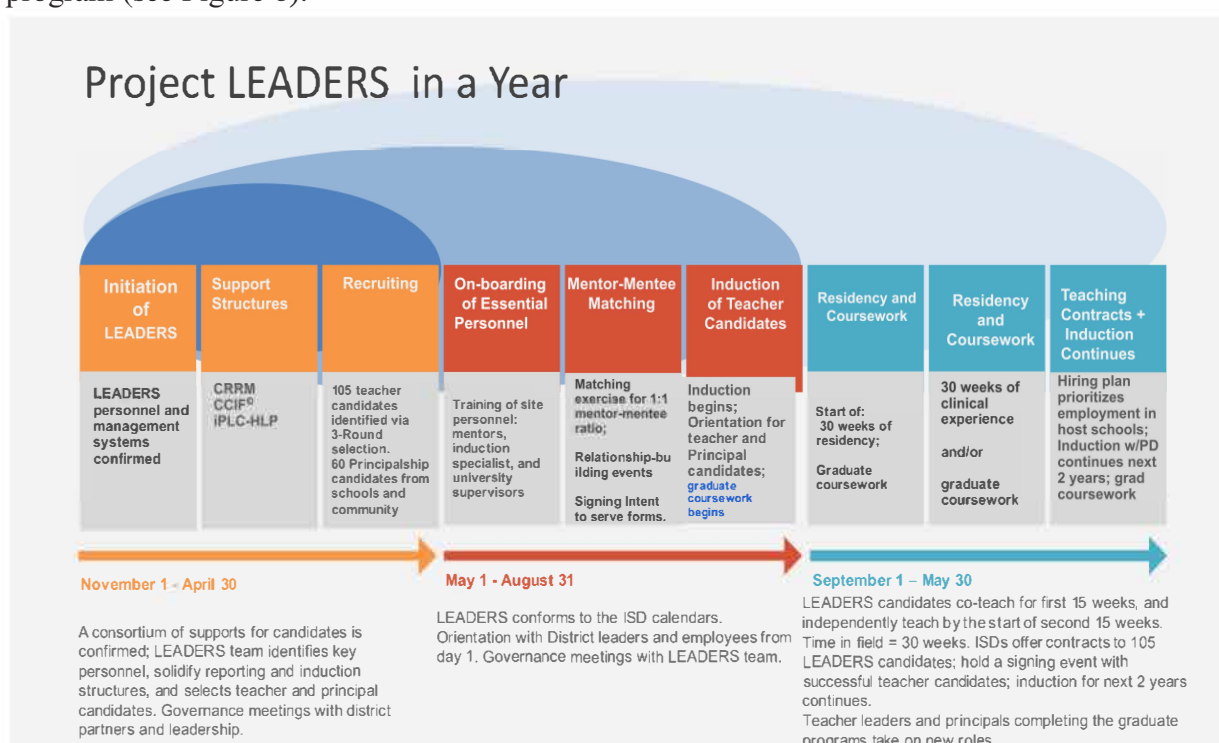 program (see Figure 6).
Project LEADERS in a Year
Initiation
of
LEADERS
Support
Structures
Recruiting
On-boarding
of Essential
Personnel
Mentor-Mentee
Matching
Induction
of Teacher
Candidates
Residency and
Coursework
Residency
and
Coursework
Teaching
Contracts +
Induction
Continues
LEADERS
personnel and
management
systems
confirmed
CRRM
CCIF©
iPLC-HLP
105 teacher
candidates
identified via
3-Round
selection.
60 Principalship
candidates from
schools and
community
Training of site
personnel:
mentors,
induction
specialist, and
university
supervisors
Matching
exercise for 1:1
mentor-mentee
ratio;
Relationship-bu
ilding events
Signing Intent
to serve forms.
Induction
begins;
Orientation for
teacher and
Principal
candidates;
graduate
coursework
begins
Start of:
30 weeks of
residency;
Graduate
coursework
30 weeks of
clinical
experience
and/or
graduate
coursework
Hiring plan
prioritizes
employment in
host schools;
Induction w/PD
continues next
2 years; grad
coursework
November 1 - April 30
A consortium of supports for candidates is
confirmed; LEADERS team identifies key
personnel, solidify reporting and induction
structures, and selects teacher and principal
candidates. Governance meetings with district
partners and leadership.
May 1 - August 31
LEADERS conforms to the ISD calendars.
Orientation with District leaders and employees from
day 1. Governance meetings with LEADERS team.
September 1 – May 30
LEADERS candidates co-teach for first 15 weeks, and
independently teach by the start of second 15 weeks.
Time in field = 30 weeks. ISDs offer contracts to 105
LEADERS candidates; hold a signing event with
successful teacher candidates; induction for next 2 years
continues.
Teacher leaders and principals completing the graduate
programs take on new roles